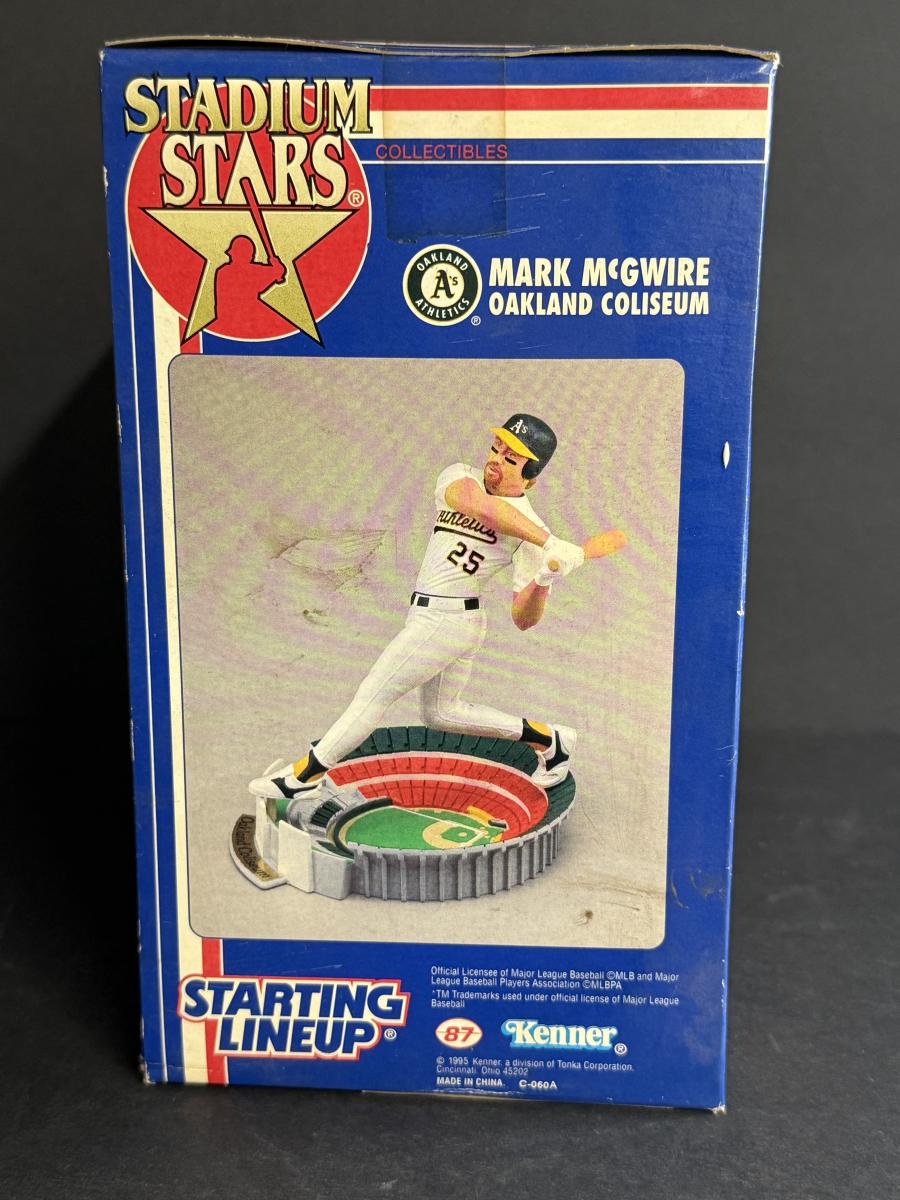 STADIUM
STARS®
COLLECTIBLES
OAKLAND
A's
ATHLETICS
®
MARK McGWIRE
OAKLAND COLISEUM
A's
Athletics
25
Oakland Coliseum
STARTING
LINEUP®
Official Licensee of Major League Baseball ©MLB and Major
League Baseball Players Association ©MLBPA
*TM Trademarks used under official license of Major League
Baseball
87
Kenner®
© 1995 Kenner, a division of Tonka Corporation,
Cincinnati, Ohio 45202
MADE IN CHINA. C-060A